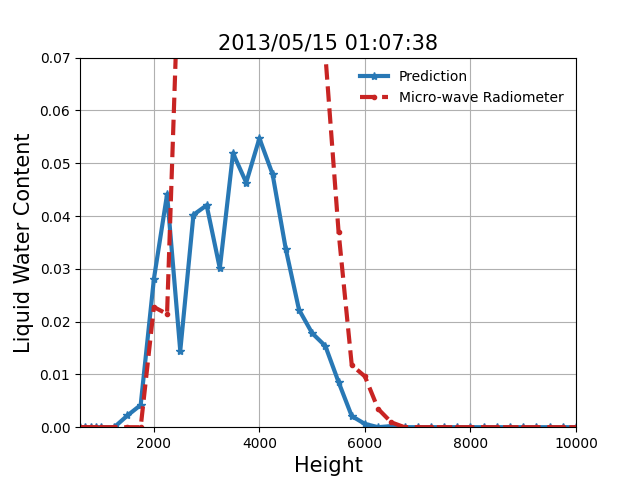 2013/05/15 01:07:38
0.07
0.06
0.05
0.04
0.03
0.02
0.01
0.00
Liquid Water Content
Prediction
Micro-wave Radiometer
2000 4000 6000 8000 10000
Height